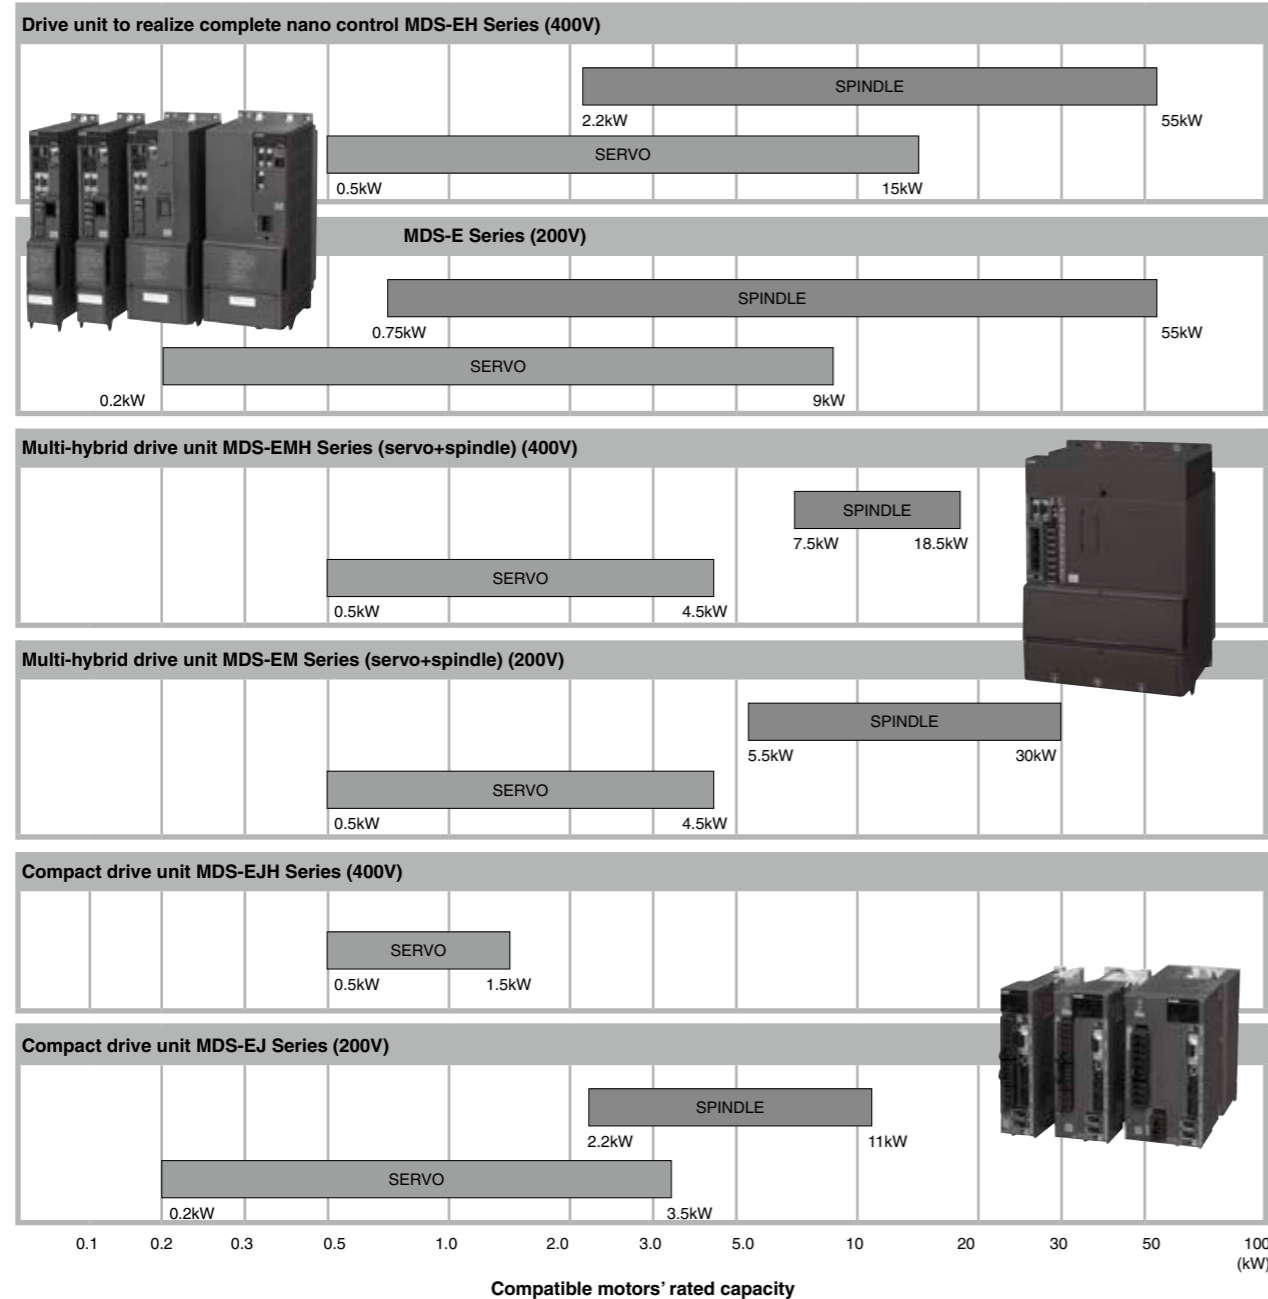 Drive unit to realize complete nano control MDS-EH Series (400V)
SPINDLE
2.2kW 55kW
SERVO
0.5kW 15kW
MDS-E Series (200V)
SPINDLE
0.75kW 55kW
SERVO
0.2kW 9kW
Multi-hybrid drive unit MDS-EMH Series (servo+spindle) (400V)
SPINDLE
7.5kW 18.5kW
SERVO
0.5kW 4.5kW
Multi-hybrid drive unit MDS-EM Series (servo+spindle) (200V)
SPINDLE
5.5kW 30kW
SERVO
0.5kW 4.5kW
Compact drive unit MDS-EJH Series (400V)
SERVO
0.5kW 1.5kW
Compact drive unit MDS-EJ Series (200V)
SPINDLE
2.2kW 11kW
SERVO
0.2kW 3.5kW
0.1 0.2 0.3 0.5 1.0 2.0 3.0 5.0 10 20 30 50 100
(kW)
Compatible motors' rated capacity